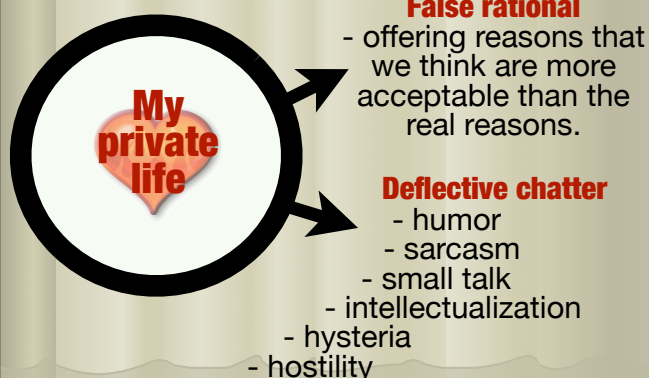 False rational
- offering reasons that
we think are more
acceptable than the
real reasons.
My
private
life
Deflective chatter
- humor
- sarcasm
- small talk
- intellectualization
- hysteria
- hostility